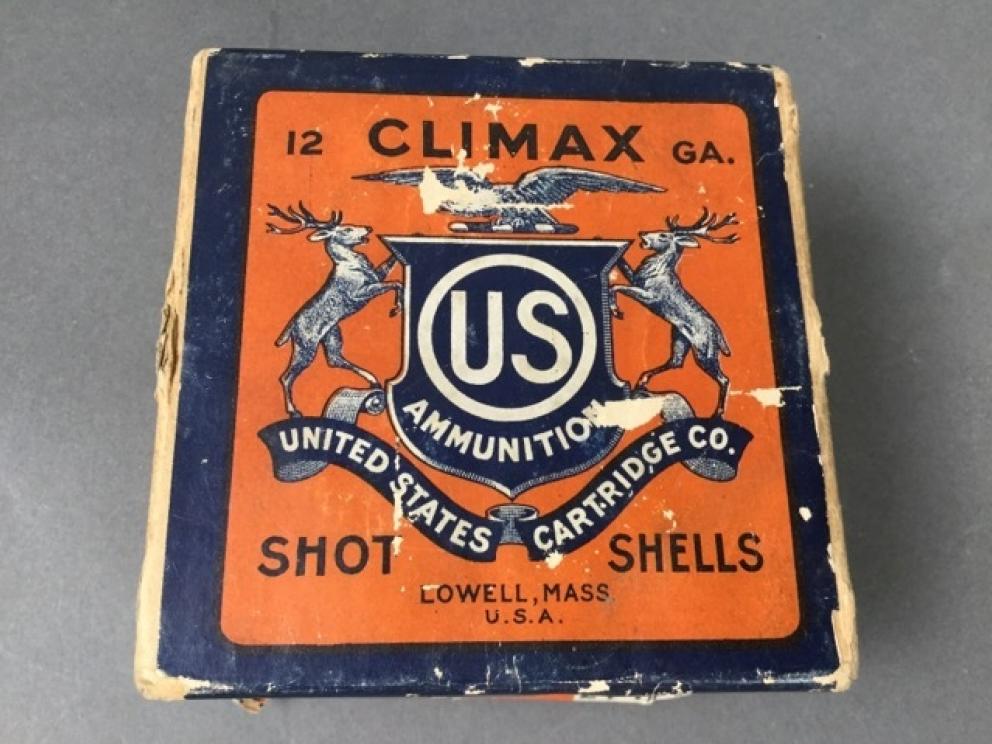 12 CLIMAX GA.
US
AMMUNITION
UNITED STATES CARTRIDGE CO.
SHOT SHELLS
LOWELL, MASS.
U.S.A.